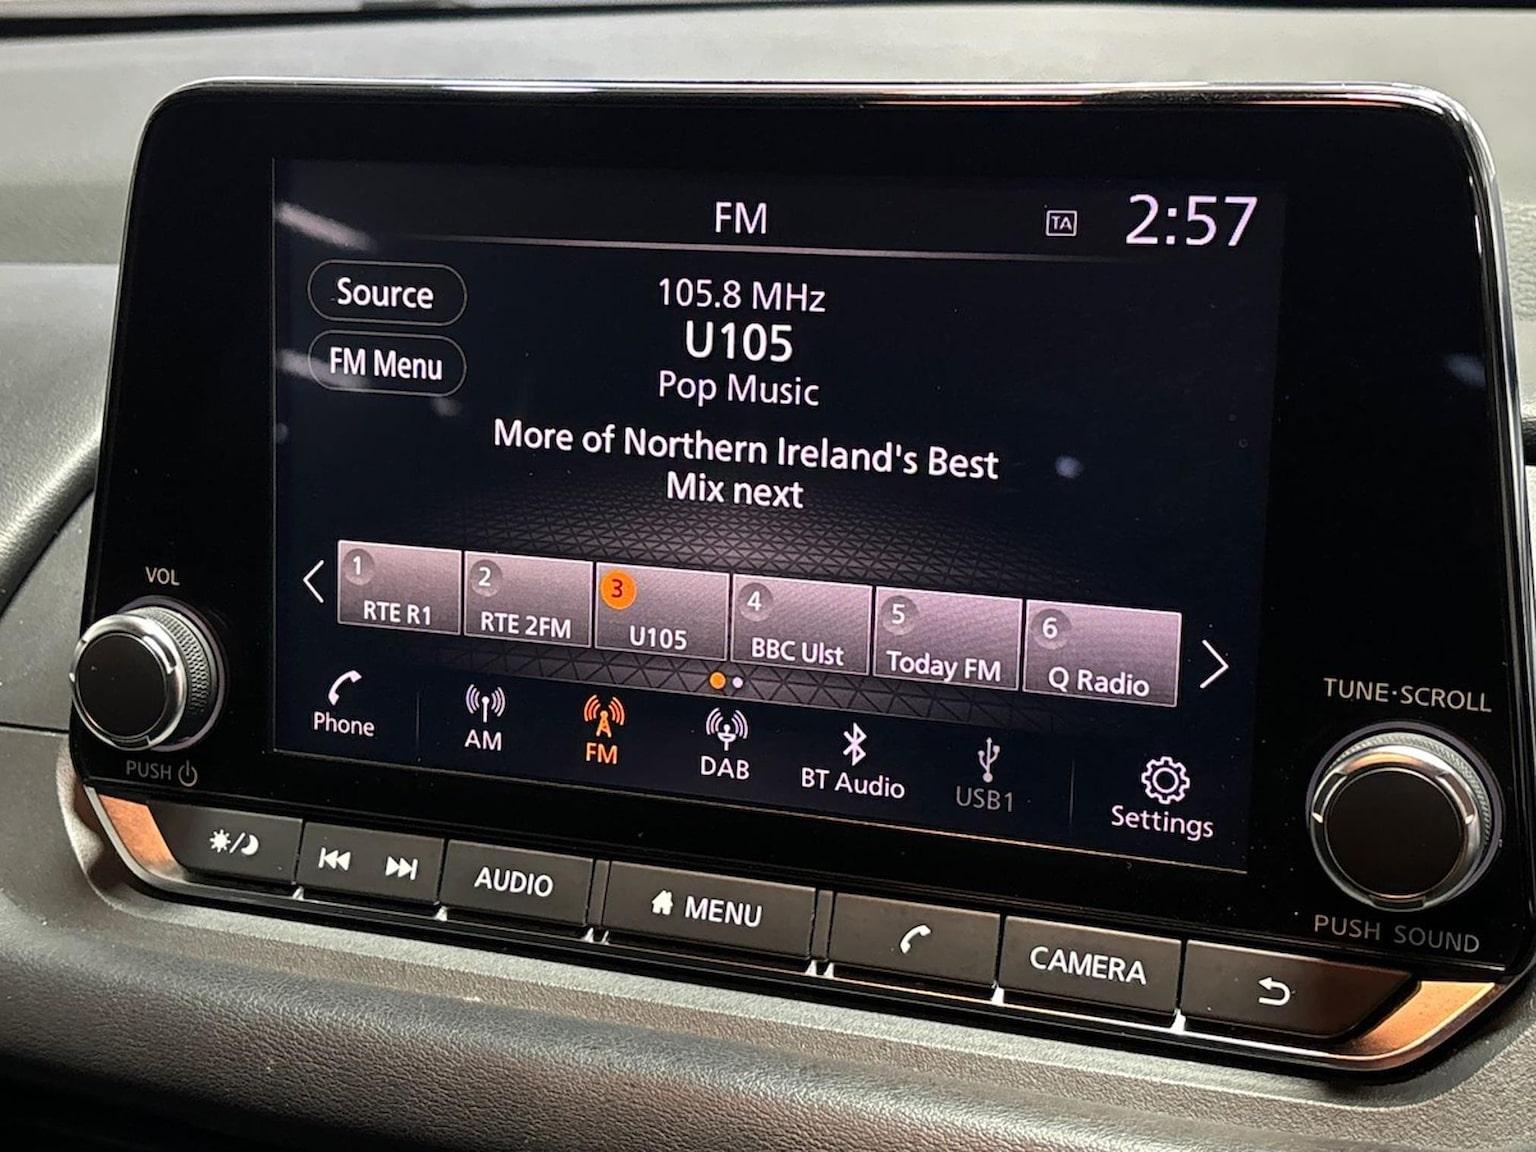 FM
TA
2:57
Source
FM Menu
105.8 MHz
U105
Pop Music
More of Northern Ireland's Best
Mix next
1
RTE R1
2
RTE 2FM
3
U105
4
BBC Ulst
5
Today FM
6
Q Radio
Phone
AM
FM
DAB
BT Audio
USB1
Settings
VOL
PUSH
TUNE·SCROLL
PUSH SOUND
AUDIO
MENU
CAMERA